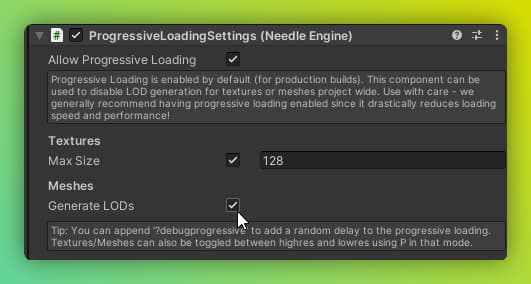 # ProgressiveLoadingSettings (Needle Engine)
Allow Progressive Loading
Progressive Loading is enabled by default (for production builds). This component can be
used to disable LOD generation for textures or meshes project wide. Use with care - we
generally recommend having progressive loading enabled since it drastically reduces loading
speed and performance!
Textures
Max Size 128
Meshes
Generate LODs
Tip: You can append '?debugprogressive' to add a random delay to the progressive loading.
Textures/Meshes can also be toggled between highres and lowres using P in that mode.